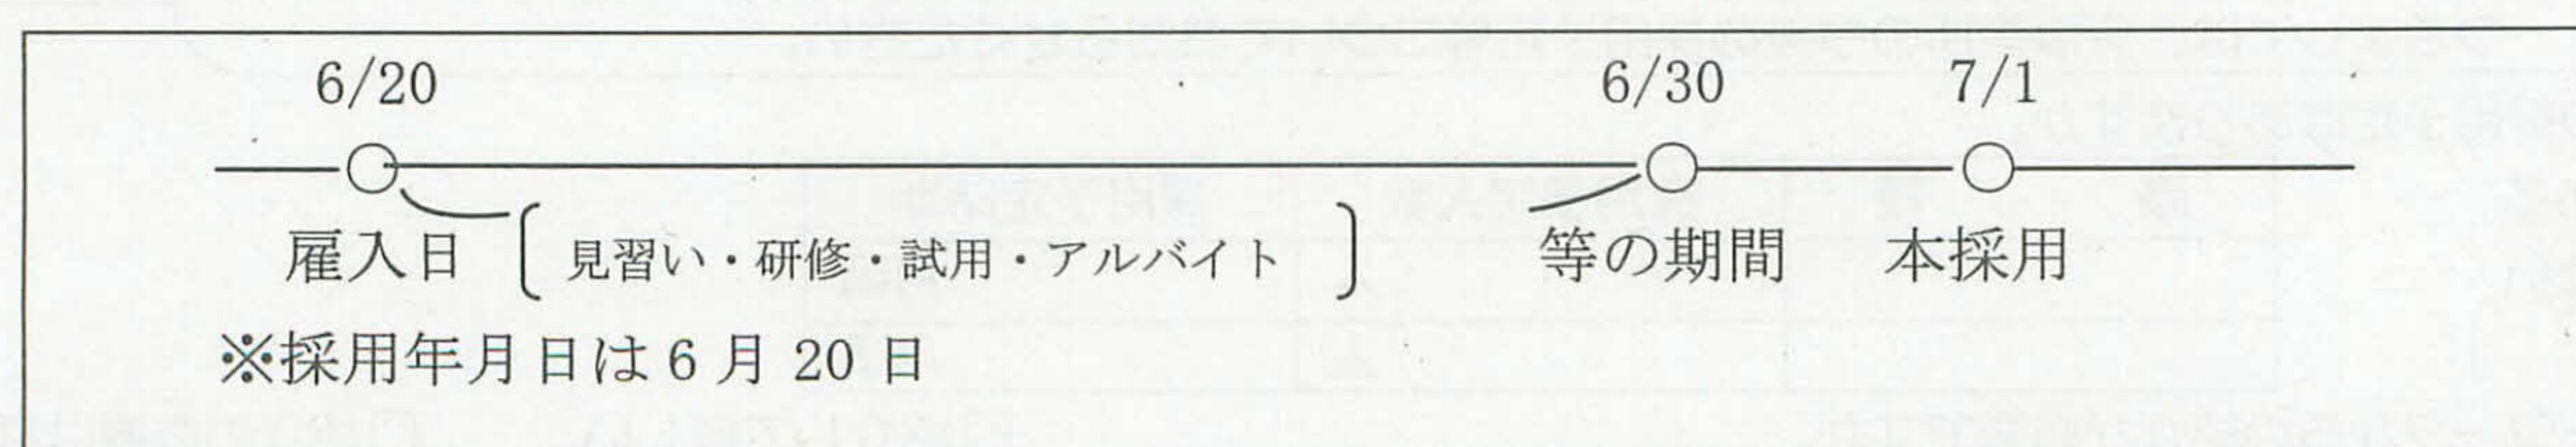 6/20 6/30 7/1
雇入日 〔見習い・研修・試用・アルバイト〕 等の期間 本採用
※採用年月日は6月20日